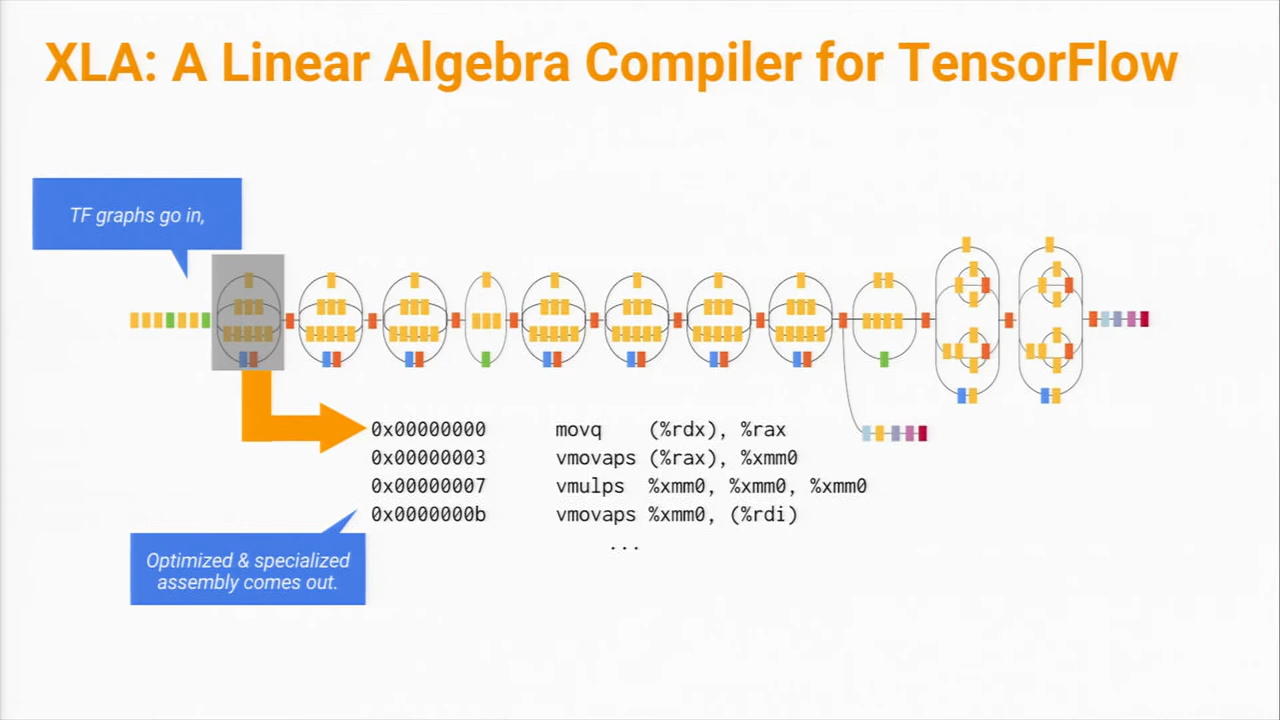 XLA: A Linear Algebra Compiler for TensorFlow
TF graphs go in,
0x00000000 movq (%rdx), %rax
0x00000003 vmovaps (%rax), %xmm0
0x00000007 vmulps %xmm0, %xmm0, %xmm0
0x0000000b vmovaps %xmm0, (%rdi)
...
Optimized & specialized
assembly comes out.